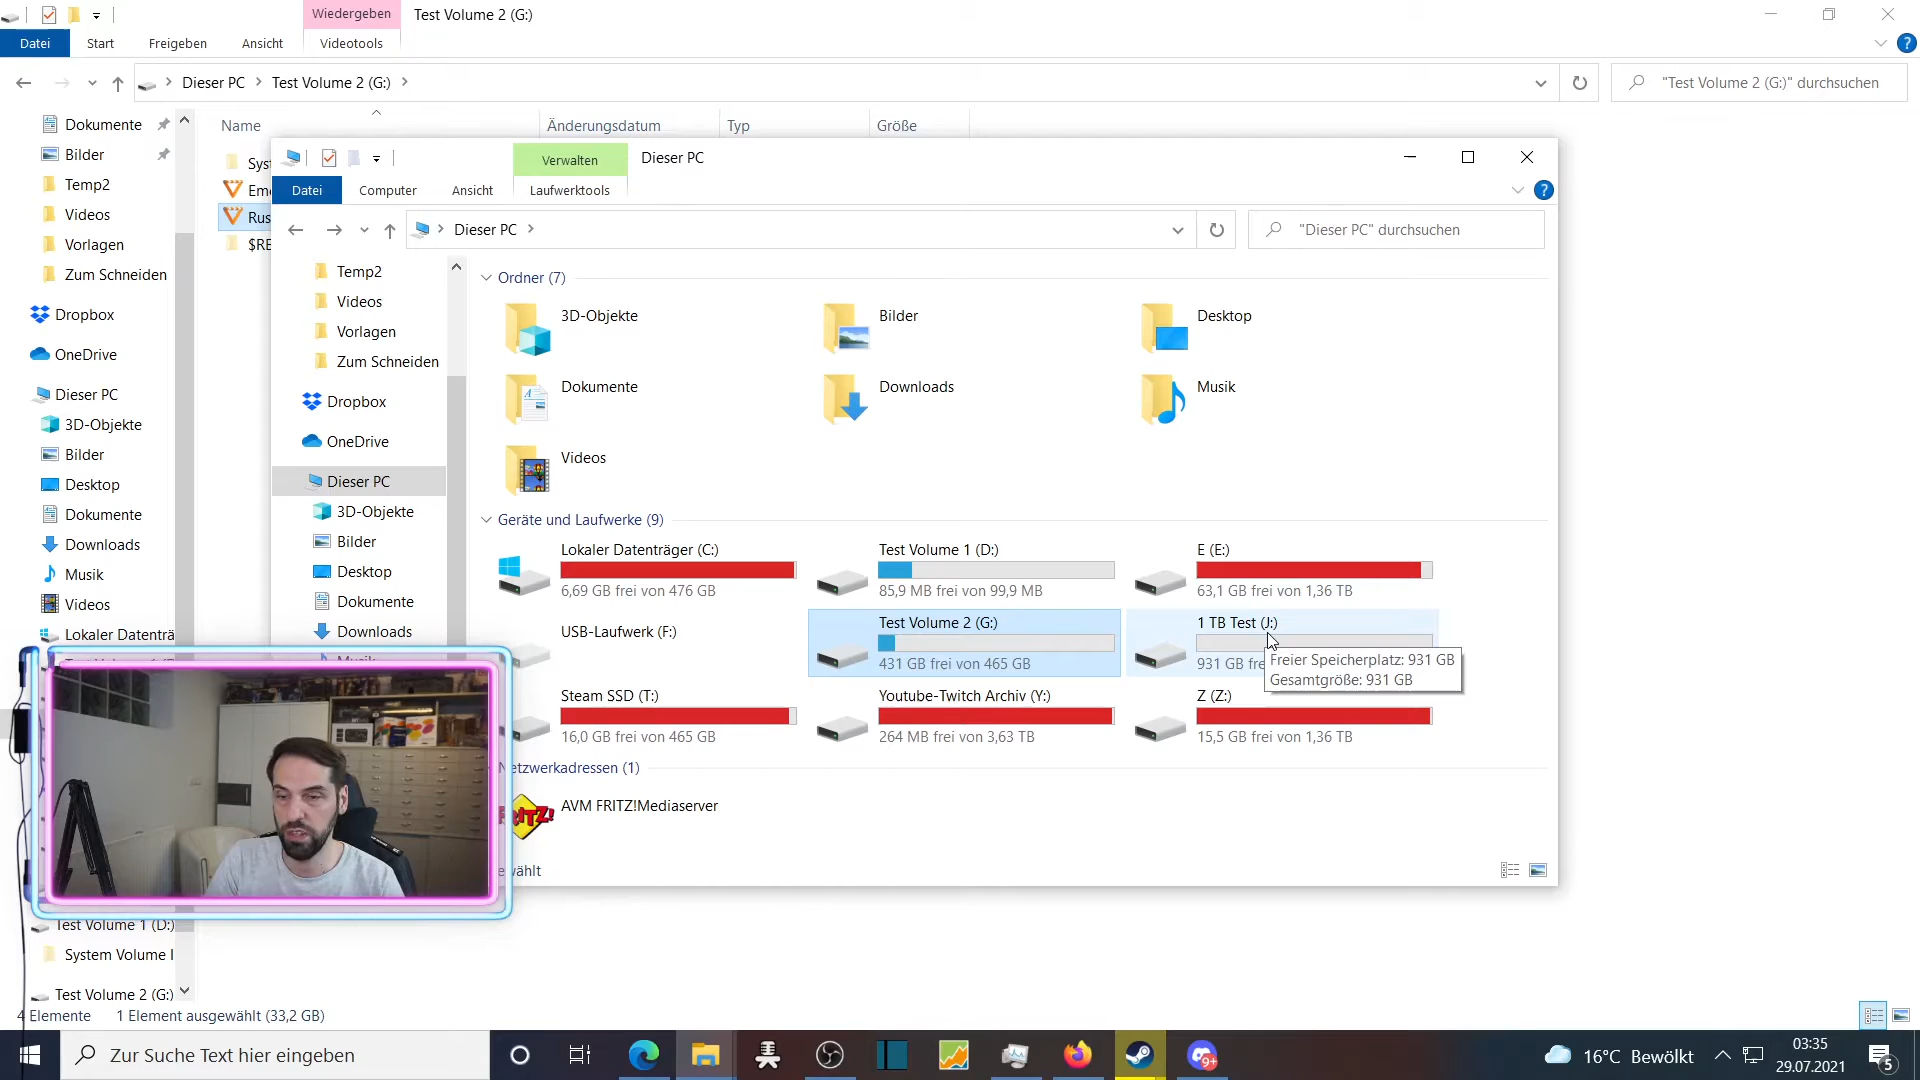 Wiedergeben
Test Volume 2 (G:)
Datei
Start
Freigeben
Ansicht
Videotools
Dieser PC
Test Volume 2 (G:)
"Test Volume 2 (G:)" durchsuchen
Name
Änderungsdatum
Typ
Größe
Dokumente
Bilder
Temp2
Videos
Vorlagen
Zum Schneiden
Dropbox
OneDrive
Dieser PC
3D-Objekte
Bilder
Desktop
Dokumente
Downloads
Musik
Videos
Lokaler Datenträ
Test Volume 1 (D:)
System Volume I
Test Volume 2 (G:)
Sys
Eme
Rus
$RE
4 Elemente
1 Element ausgewählt (33,2 GB)
Verwalten
Dieser PC
Datei
Computer
Ansicht
Laufwerktools
Dieser PC
"Dieser PC" durchsuchen
Temp2
Videos
Vorlagen
Zum Schneiden
Dropbox
OneDrive
Dieser PC
3D-Objekte
Bilder
Desktop
Dokumente
Downloads
Ordner (7)
3D-Objekte
Bilder
Desktop
Dokumente
Downloads
Musik
Videos
Geräte und Laufwerke (9)
Lokaler Datenträger (C:)
6,69 GB frei von 476 GB
Test Volume 1 (D:)
85,9 MB frei von 99,9 MB
E (E:)
63,1 GB frei von 1,36 TB
USB-Laufwerk (F:)
Test Volume 2 (G:)
431 GB frei von 465 GB
1 TB Test (J:)
931 GB fre
Freier Speicherplatz: 931 GB
Gesamtgröße: 931 GB
Steam SSD (T:)
16,0 GB frei von 465 GB
Youtube-Twitch Archiv (Y:)
264 MB frei von 3,63 TB
Z (Z:)
15,5 GB frei von 1,36 TB
Netzwerkadressen (1)
FRITZ!
AVM FRITZ!Mediaserver
ewählt
Zur Suche Text hier eingeben
9+
16°C Bewölkt
03:35
29.07.2021
5